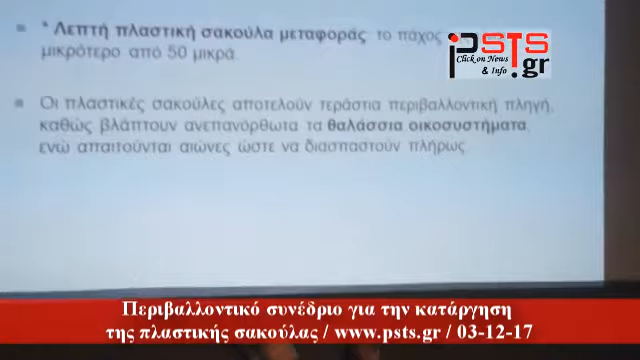 * Λεπτή πλαστική σακούλα μεταφοράς, το πάχος
μικρότερο από 50 μικρά.
Οι πλαστικές σακούλες αποτελούν τεράστια περιβαλλοντική πληγή,
καθώς βλάπτουν ανεπανόρθωτα τα θαλάσσια οικοσυστήματα,
ενώ απαιτούνται αιώνες ώστε να διασπαστούν πλήρως.
PSTS
Click on News
& Info
.gr
Περιβαλλοντικό συνέδριο για την κατάργηση
της πλαστικής σακούλας / www.psts.gr / 03-12-17